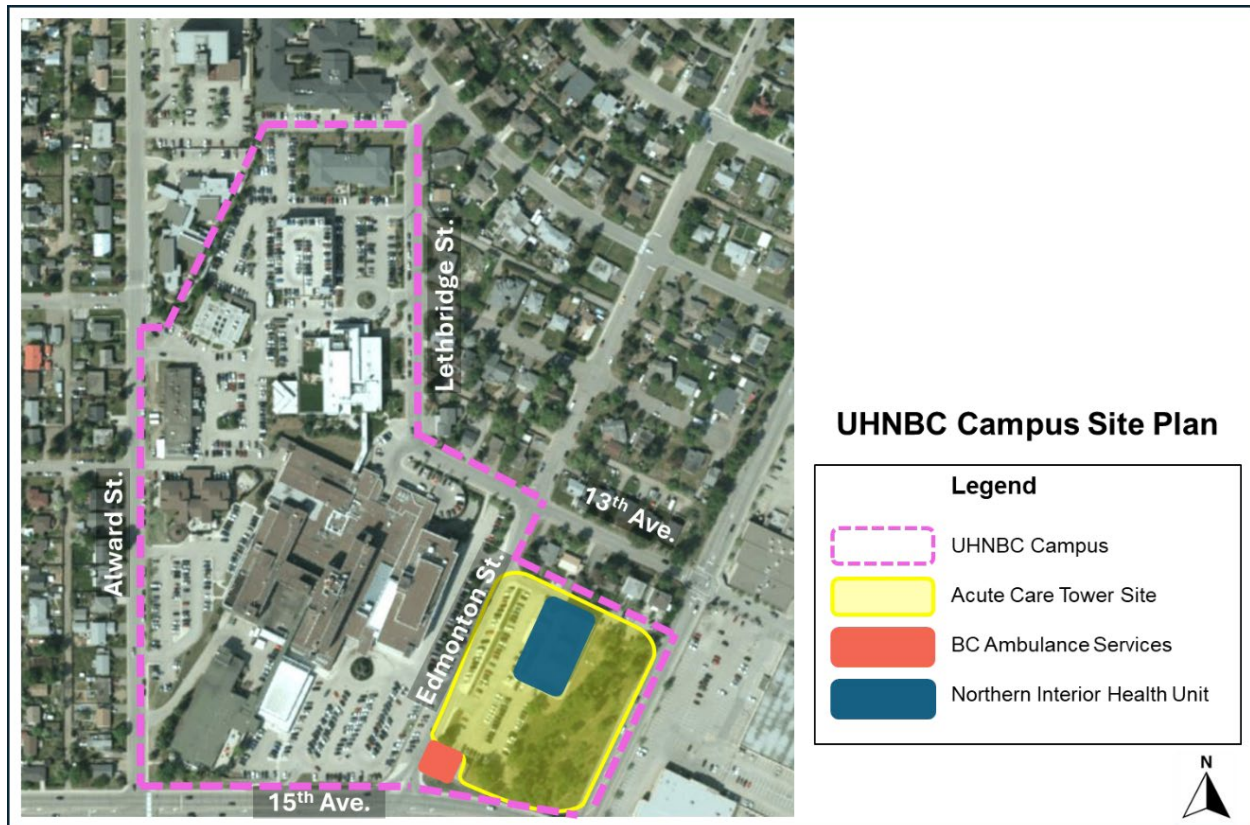 Lethbridge St.
Alward St.
13th Ave.
Edmonton St.
15th Ave.
UHNBC Campus Site Plan
Legend
UHNBC Campus
Acute Care Tower Site
BC Ambulance Services
Northern Interior Health Unit
N